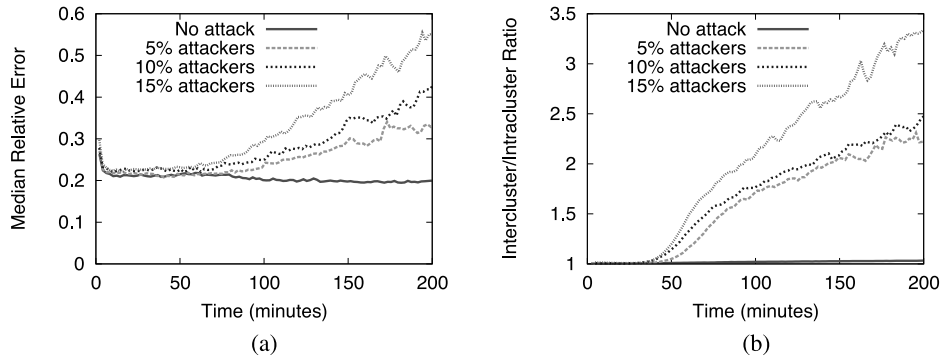 No attack
5% attackers
10% attackers
15% attackers
Median Relative Error
0.6
0.5
0.4
0.3
0.2
0.1
0
0
50
100
150
200
Time (minutes)
(a)
No attack
5% attackers
10% attackers
15% attackers
Intercluster/Intracluster Ratio
3.5
3
2.5
2
1.5
1
0
50
100
150
200
Time (minutes)
(b)